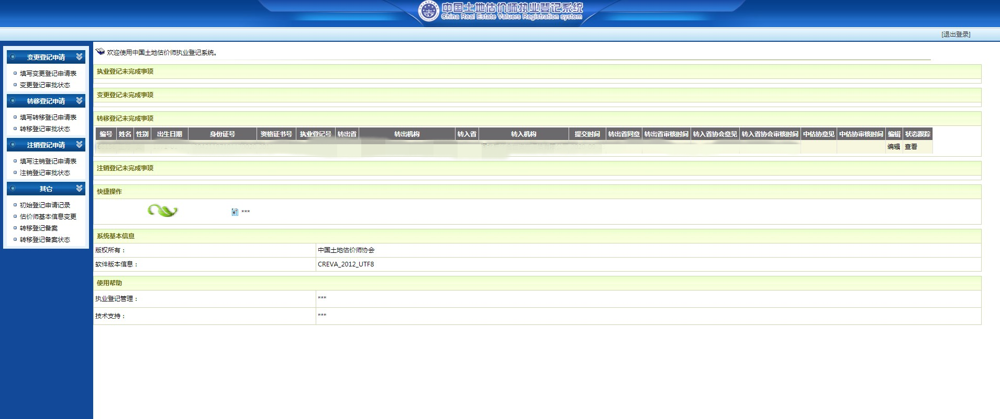 中国土地估价师执业登记系统
China Real Estate Valuers Registration system
[退出登录]
变更登记申请
填写变更登记申请表
变更登记审批状态
转移登记申请
填写转移登记申请表
转移登记审批状态
注销登记申请
填写注销登记申请表
注销登记审批状态
其它
初始登记申请记录
估价师基本信息变更
转移登记备案
转移登记备案状态
欢迎使用中国土地估价师执业登记系统。
执业登记未完成事项
变更登记未完成事项
转移登记未完成事项
编号 姓名 性别 出生日期 身份证号 资格证书号 执业登记号 转出省 转出机构 转入省 转入机构 提交时间 转出省同意 转出省审核时间 转入省协会意见 转入省协会审核时间 中估协意见 中估协审核时间 编辑 状态跟踪
编辑 查看
注销登记未完成事项
快捷操作
***
系统基本信息
版权所有： 中国土地估价师协会
软件版本信息： CREVA_2012_UTF8
使用帮助
执业登记管理： ***
技术支持： ***